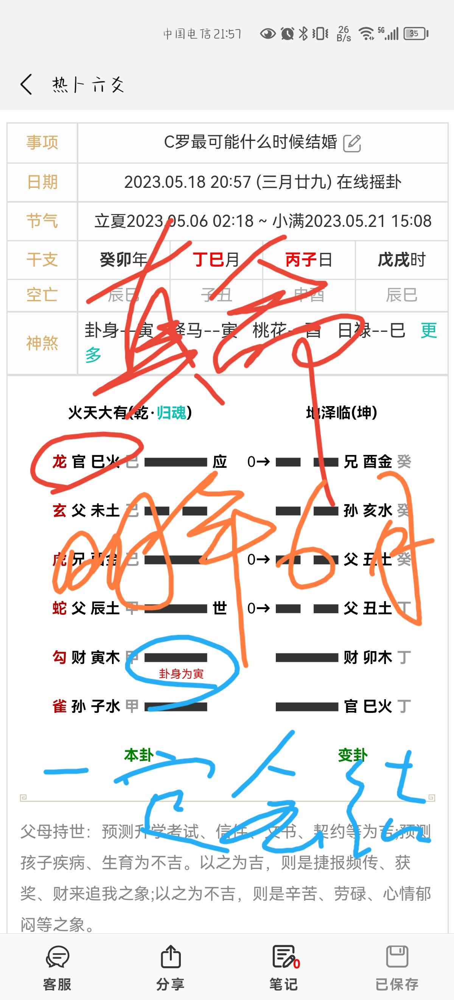 中国电信21:57 26 B/s 5G 35
热卜六爻
事项 C罗最可能什么时候结婚
日期 2023.05.18 20:57 (三月廿九) 在线摇卦
节气 立夏2023.05.06 02:18 ~ 小满2023.05.21 15:08
干支 癸卯年 丁巳月 丙子日 戊戌时
空亡 辰巳 子丑 申酉 辰巳
神煞 卦身--寅 驿马--寅 桃花--酉 日禄--巳 更
多
真命
火天大有(乾·归魂) 地泽临(坤)
龙 官 巳火 己 应 0→ 兄 酉金 癸
玄 父 未土 己 孙 亥水 癸
明年6月
虎 兄 酉金 己 0→ 父 丑土 癸
蛇 父 辰土 甲 世 0→ 父 丑土 丁
勾 财 寅木 甲 财 卯木 丁
卦身为寅
雀 孙 子水 甲 官 巳火 丁
本卦 变卦
一定会结
父母持世：预测升学考试、信任、文书、契约等为吉;预测
孩子疾病、生育为不吉。以之为吉，则是捷报频传、获
奖、财来追我之象;以之为不吉，则是辛苦、劳碌、心情郁
闷等之象。
客服 分享 笔记 0 已保存